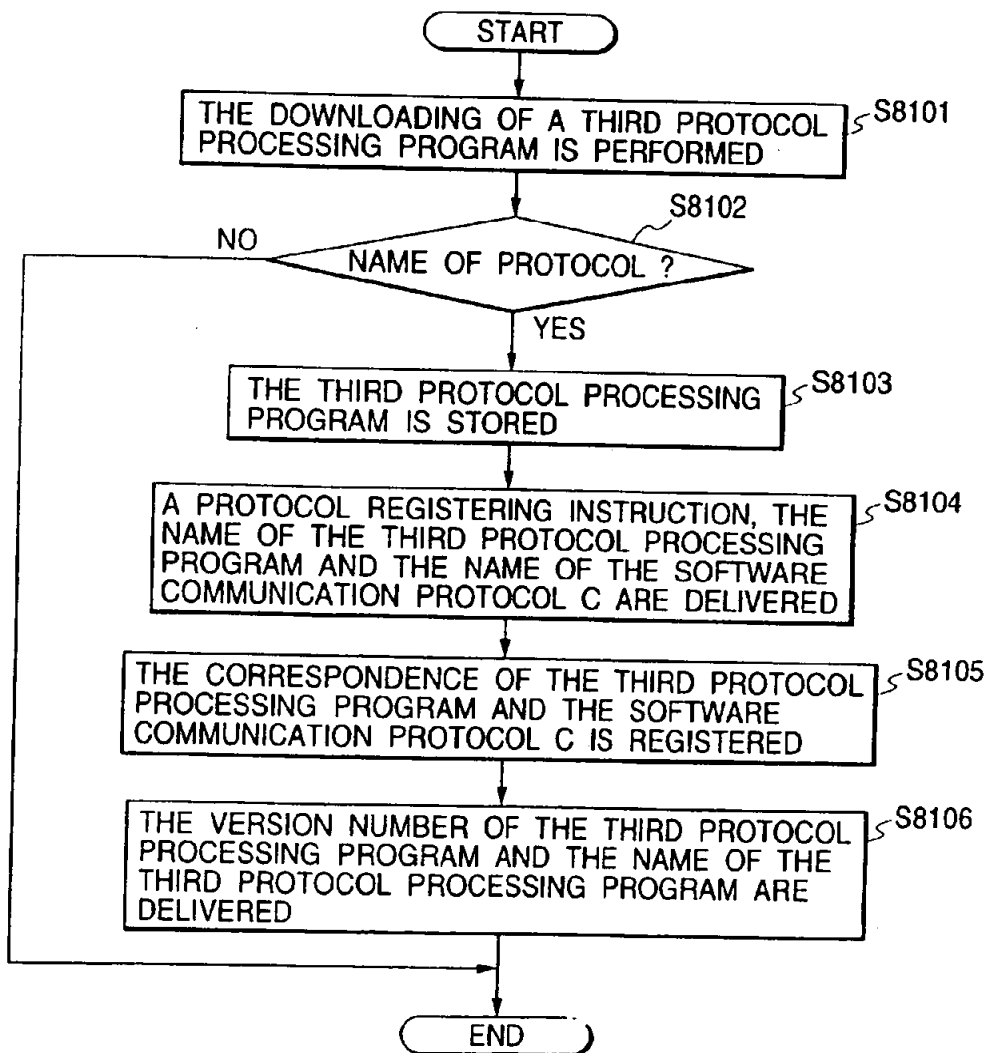 START
THE DOWNLOADING OF A THIRD PROTOCOL
PROCESSING PROGRAM IS PERFORMED
S8101
S8102
NO
NAME OF PROTOCOL ?
YES
THE THIRD PROTOCOL PROCESSING
PROGRAM IS STORED
S8103
A PROTOCOL REGISTERING INSTRUCTION, THE
NAME OF THE THIRD PROTOCOL PROCESSING
PROGRAM AND THE NAME OF THE SOFTWARE
COMMUNICATION PROTOCOL C ARE DELIVERED
S8104
THE CORRESPONDENCE OF THE THIRD PROTOCOL
PROCESSING PROGRAM AND THE SOFTWARE
COMMUNICATION PROTOCOL C IS REGISTERED
S8105
THE VERSION NUMBER OF THE THIRD PROTOCOL
PROCESSING PROGRAM AND THE NAME OF THE
THIRD PROTOCOL PROCESSING PROGRAM ARE
DELIVERED
S8106
END